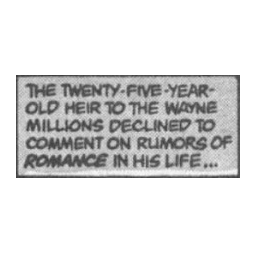 THE TWENTY-FIVE-YEAR-
OLD HEIR TO THE WAYNE
MILLIONS DECLINED TO
COMMENT ON RUMORS OF
ROMANCE IN HIS LIFE...